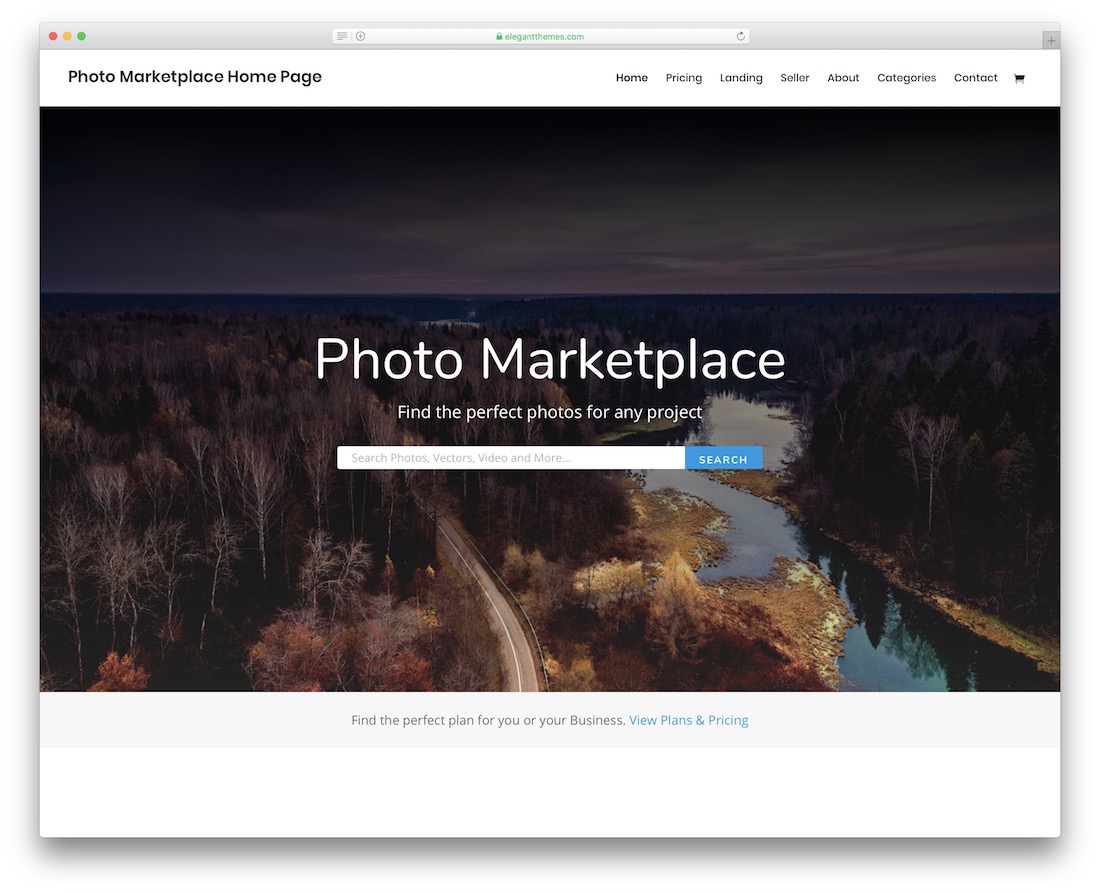 elegantthemes.com
Photo Marketplace Home Page
Home Pricing Landing Seller About Categories Contact
Photo Marketplace
Find the perfect photos for any project
Search Photos, Vectors, Video and More...
SEARCH
Find the perfect plan for you or your Business. View Plans & Pricing